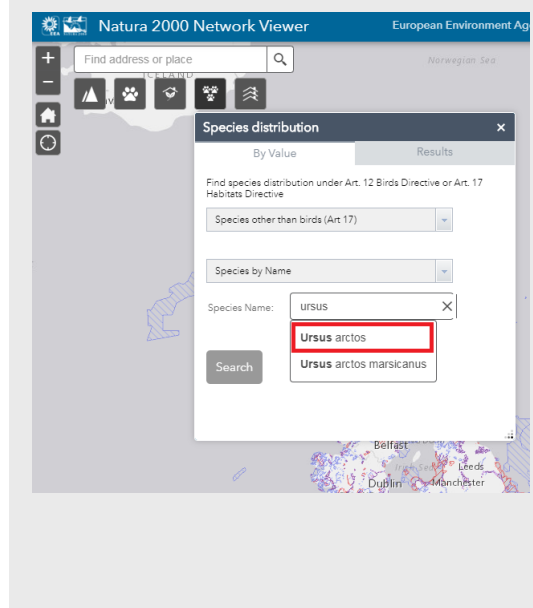 Natura 2000 Network Viewer
European Environment Ag
Find address or place
Norwegian Sea
ICELAND
Species distribution
By Value
Results
Find species distribution under Art. 12 Birds Directive or Art. 17
Habitats Directive
Species other than birds (Art 17)
Species by Name
Species Name:
ursus
Ursus arctos
Search
Ursus arctos marsicanus
Belfast
Irish Sea
Leeds
Dublin
Manchester